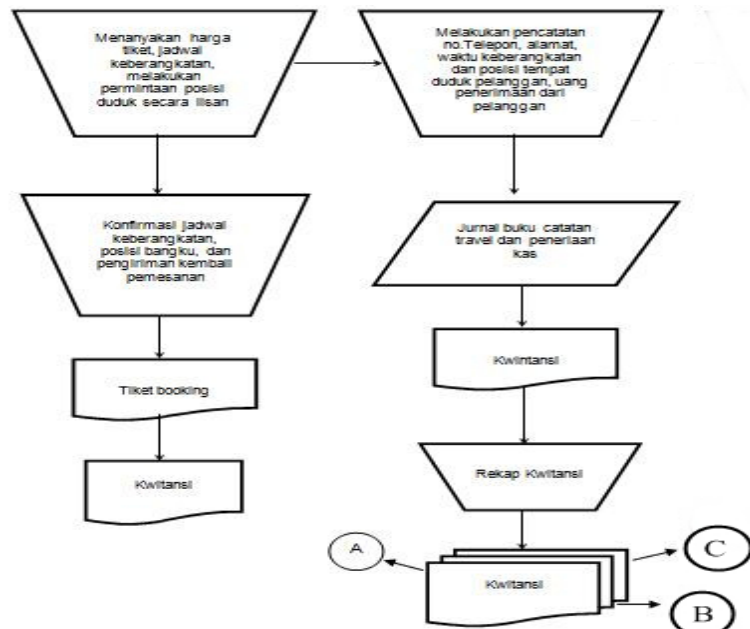 Menanyakan harga
tiket, jadwal
keberangkatan,
melakukan
permintaan posisi
duduk secara lisan
Melakukan pencatatan
no.Telepon, alamat,
waktu keberangkatan
dan posisi tempat
duduk pelanggan, uang
penerimaan dari
pelanggan
Konfirmasi jadwal
keberangkatan,
posisi bangku, dan
pengiriman kembali
pemesanan
Jurnal buku catatan
travel dan peneriaan
kas
Tiket booking
Kwintansi
Kwitansi
Rekap Kwitansi
A
Kwitansi
C
B